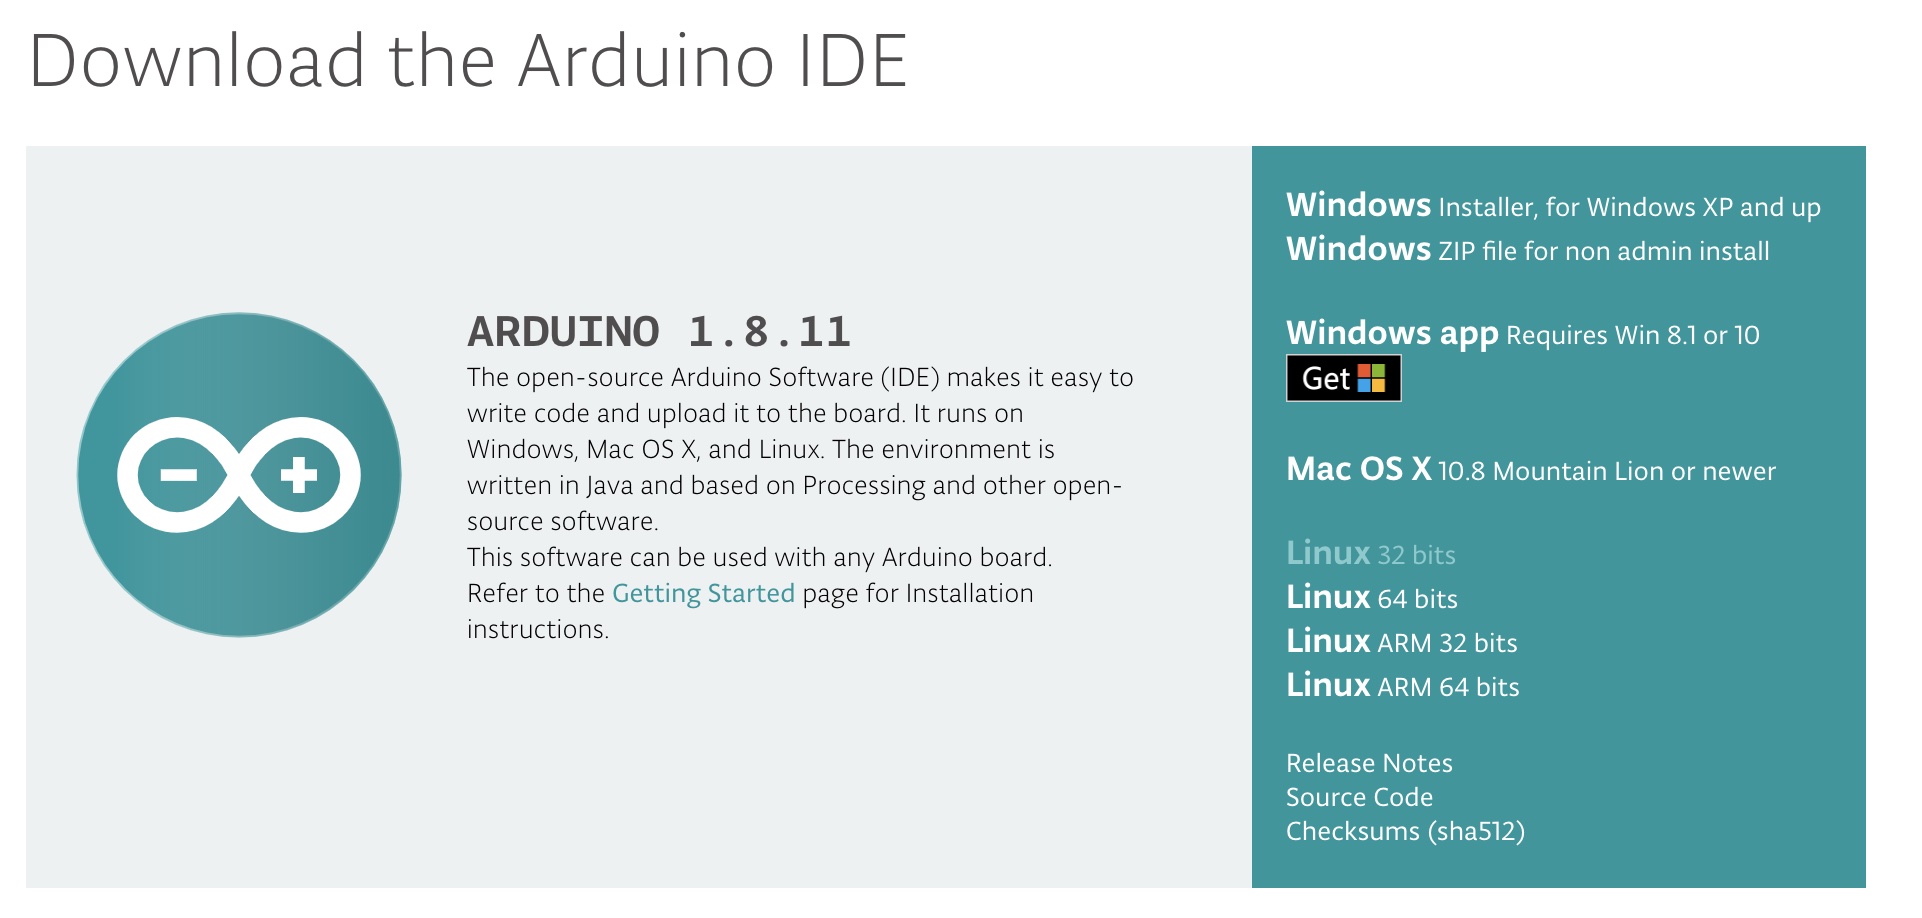 Download the Arduino IDE
ARDUINO 1.8.11
The open-source Arduino Software (IDE) makes it easy to
write code and upload it to the board. It runs on
Windows, Mac OS X, and Linux. The environment is
written in Java and based on Processing and other open-
source software.
This software can be used with any Arduino board.
Refer to the Getting Started page for Installation
instructions.
Windows Installer, for Windows XP and up
Windows ZIP file for non admin install
Windows app Requires Win 8.1 or 10
Get
Mac OS X 10.8 Mountain Lion or newer
Linux 32 bits
Linux 64 bits
Linux ARM 32 bits
Linux ARM 64 bits
Release Notes
Source Code
Checksums (sha512)